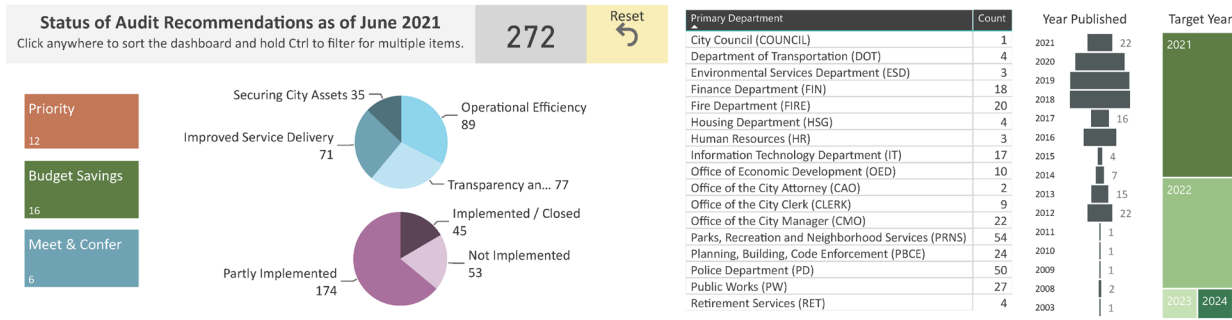 Status of Audit Recommendations as of June 2021
Click anywhere to sort the dashboard and hold Ctrl to filter for multiple items.
272
Reset
Priority
12
Budget Savings
16
Meet & Confer
6
Securing City Assets 35
Operational Efficiency
89
Improved Service Delivery
71
Transparency an... 77
Implemented / Closed
45
Not Implemented
53
Partly Implemented
174
Primary Department Count
City Council (COUNCIL) 1
Department of Transportation (DOT) 4
Environmental Services Department (ESD) 3
Finance Department (FIN) 18
Fire Department (FIRE) 20
Housing Department (HSG) 4
Human Resources (HR) 3
Information Technology Department (IT) 17
Office of Economic Development (OED) 10
Office of the City Attorney (CAO) 2
Office of the City Clerk (CLERK) 9
Office of the City Manager (CMO) 22
Parks, Recreation and Neighborhood Services (PRNS) 54
Planning, Building, Code Enforcement (PBCE) 24
Police Department (PD) 50
Public Works (PW) 27
Retirement Services (RET) 4
Year Published
2021 22
2020
2019
2018
2017 16
2016
2015 4
2014 7
2013 15
2012 22
2011 1
2010 1
2009 1
2008 2
2003 1
Target Year
2021
2022
2023 2024